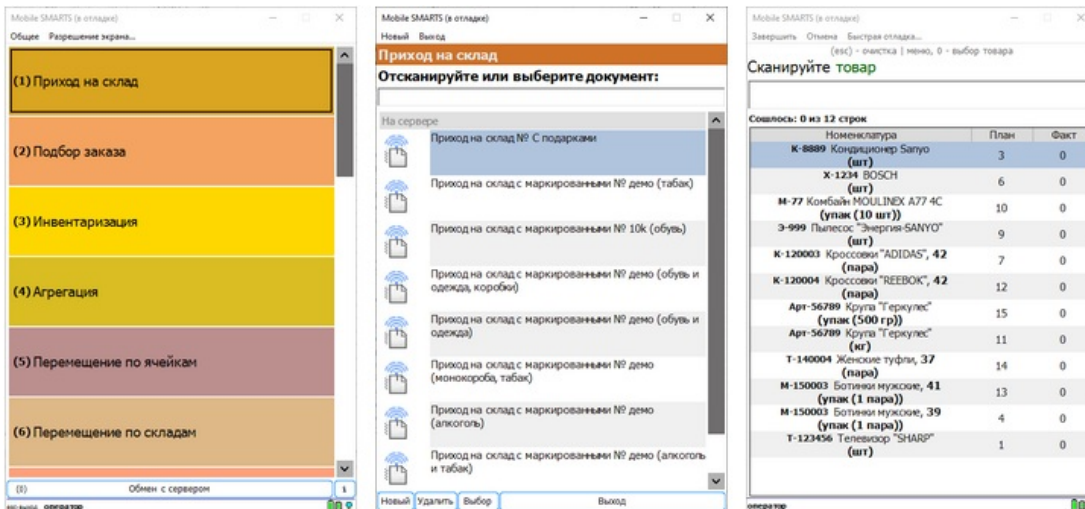 Mobile SMARTS (в отладке)
Общее Разрешение экрана...
(1) Приход на склад
(2) Подбор заказа
(3) Инвентаризация
(4) Агрегация
(5) Перемещение по ячейкам
(6) Перемещение по складам
(0) Обмен с сервером
оператор
Mobile SMARTS (в отладке)
Новый Выход
Приход на склад
Отсканируйте или выберите документ:
На сервере
Приход на склад № С подарками
Приход на склад с маркированными № демо (табак)
Приход на склад с маркированными № 10k (обувь)
Приход на склад с маркированными № демо (обувь и
одежда, коробки)
Приход на склад с маркированными № демо (обувь и
одежда)
Приход на склад с маркированными № демо
(монокороба, табак)
Приход на склад с маркированными № демо
(алкоголь)
Приход на склад с маркированными № демо (алкоголь
и табак)
Новый Удалить Выбор Выход
Mobile SMARTS (в отладке)
Завершить Отмена Быстрая отладка...
(esc) - очистка | меню, 0 - выбор товара
Сканируйте товар
Сошлось: 0 из 12 строк
Номенклатура План Факт
К-8889 Кондиционер Sanyo
(шт) 3 0
Х-1234 BOSCH
(шт) 6 0
М-77 Комбайн MOULINEX A77 4C
(упак (10 шт)) 10 0
Э-999 Пылесос "Энергия-SANYO"
(шт) 9 0
К-120003 Кроссовки "ADIDAS", 42
(пара) 7 0
К-120004 Кроссовки "REEBOK", 42
(пара) 12 0
Арт-56789 Крупа "Геркулес"
(упак (500 гр)) 15 0
Арт-56789 Крупа "Геркулес"
(кг) 11 0
Т-140004 Женские туфли, 37
(пара) 14 0
М-150003 Ботинки мужские, 41
(упак (1 пара)) 13 0
М-150003 Ботинки мужские, 39
(упак (1 пара)) 4 0
Т-123456 Телевизор "SHARP"
(шт) 1 0
оператор